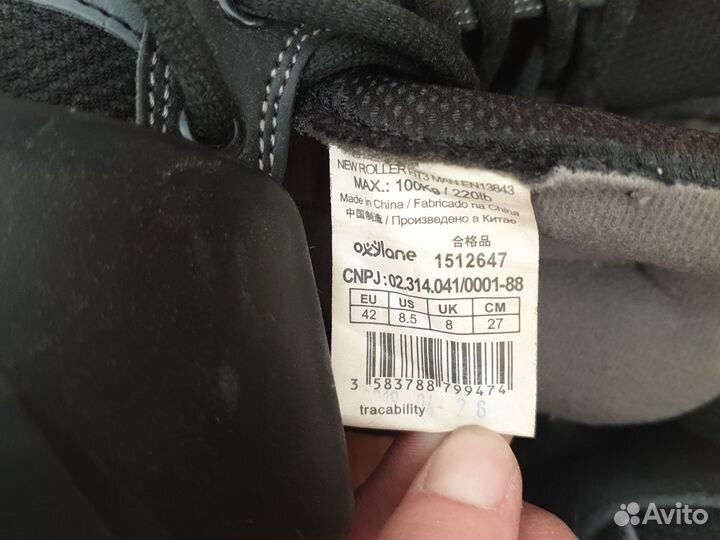 NEW ROLLER FIT3 MAN EN13843
MAX.: 100Kg / 220lb
Made in China / Fabricado na China
中国制造 / Произведено в Китае
oxylane 合格品
1512647
CNPJ: 02.314.041/0001-88
EU US UK CM
42 8.5 8 27
3 583788 799474
tracability
Avito